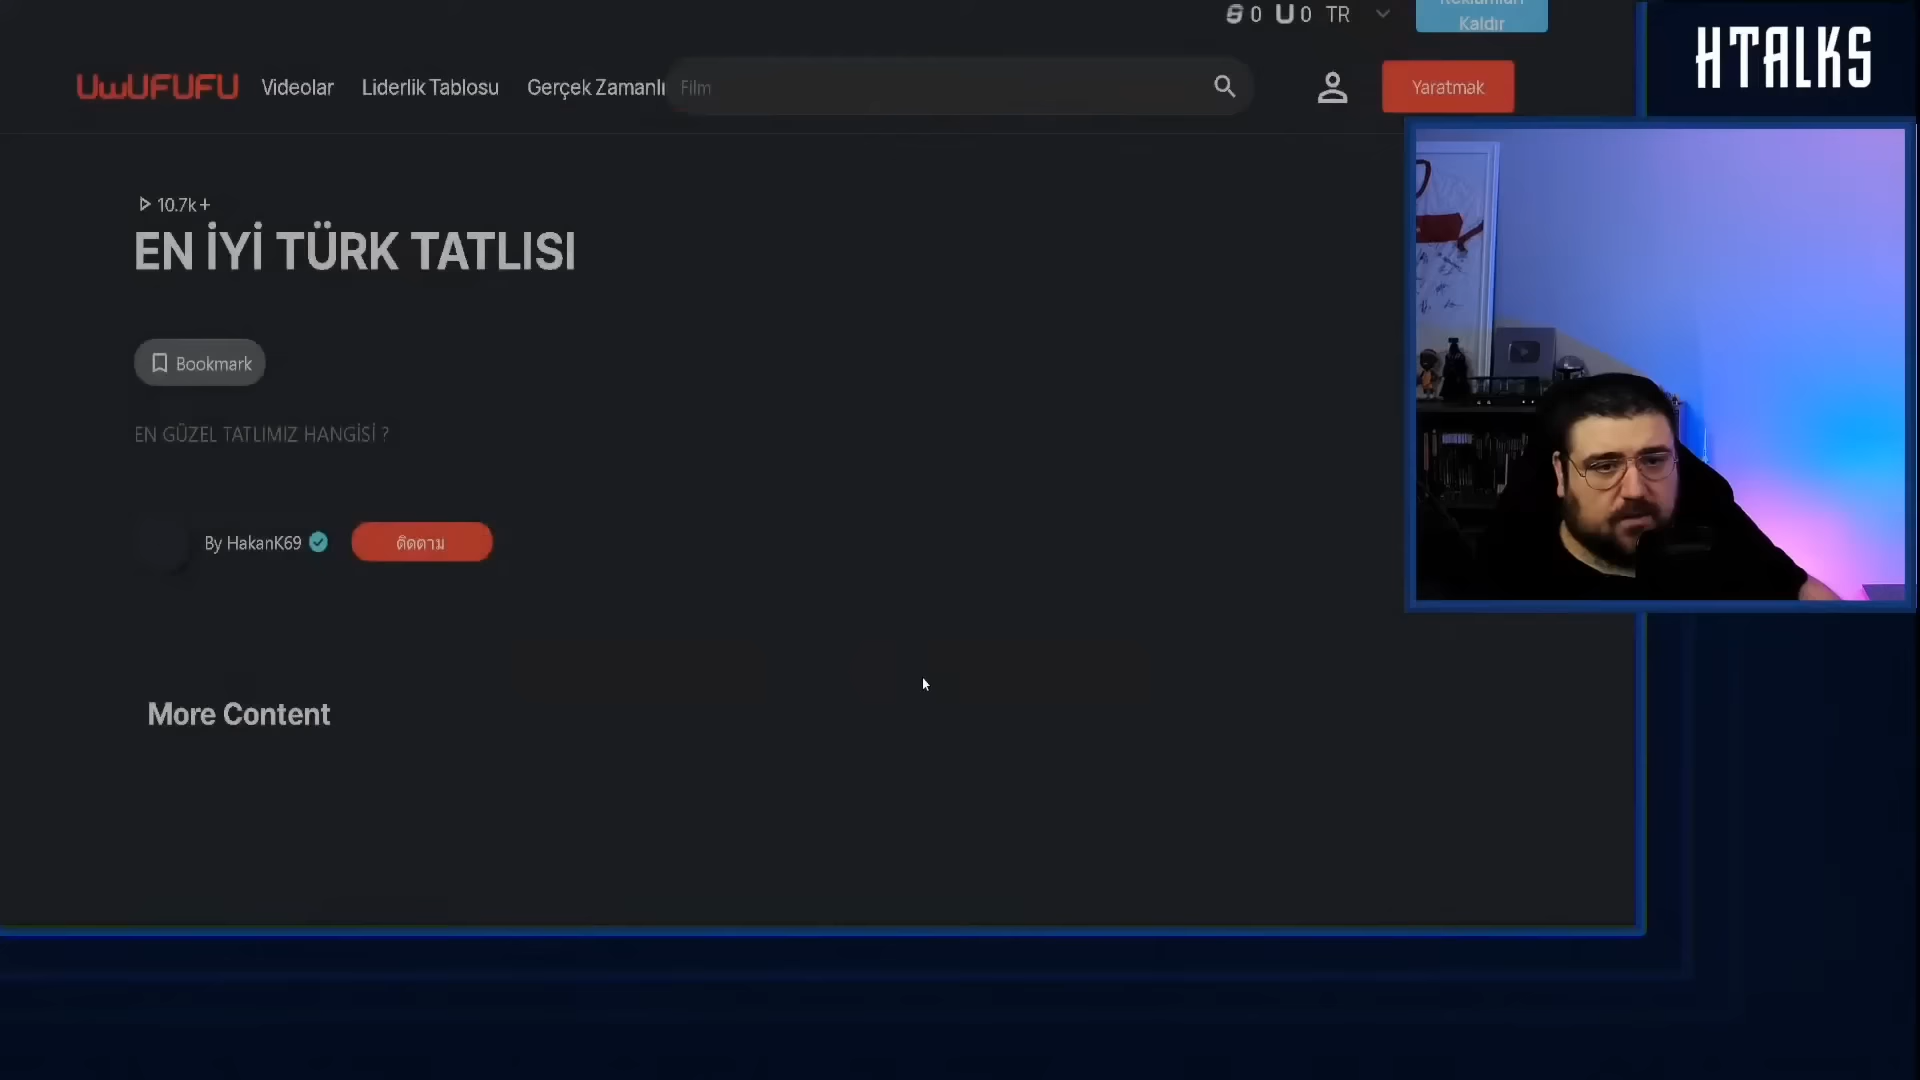 0 0 TR
Kaldır
HTALKS
UwUFUFU Videolar Liderlik Tablosu Gerçek Zamanlı Film Yaratmak
10.7k+
EN İYİ TÜRK TATLISI
Bookmark
EN GÜZEL TATLIMIZ HANGİSİ ?
By HakanK69 ติดตาม
More Content